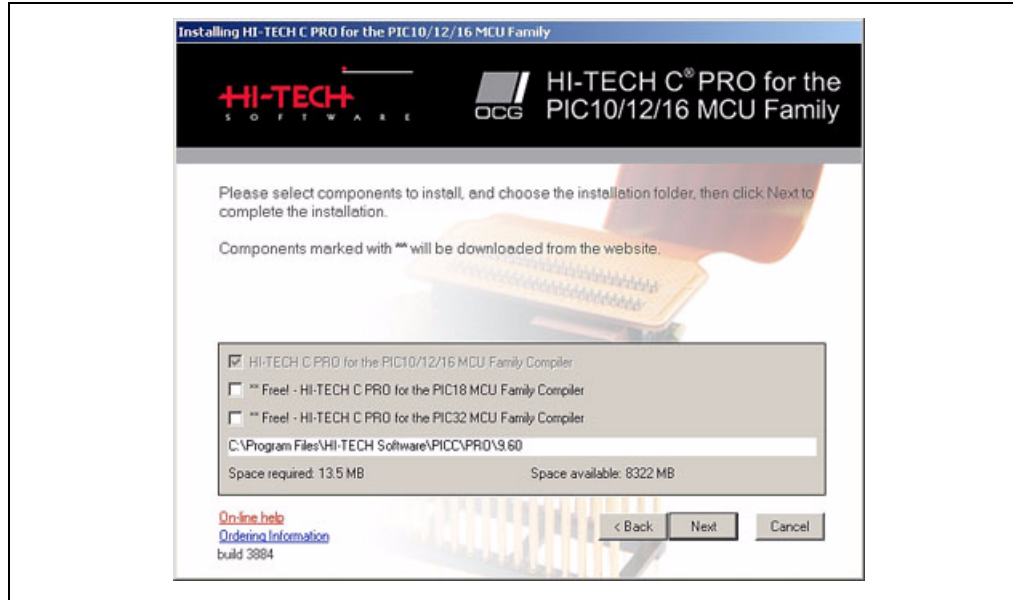 Installing HI-TECH C PRO for the PIC10/12/16 MCU Family
HI-TECH
SOFTWARE
OCG
HI-TECH C® PRO for the
PIC10/12/16 MCU Family
Please select components to install, and choose the installation folder, then click Next to
complete the installation.
Components marked with ** will be downloaded from the website.
HI-TECH C PRO for the PIC10/12/16 MCU Family Compiler
** Free! - HI-TECH C PRO for the PIC18 MCU Family Compiler
** Free! - HI-TECH C PRO for the PIC32 MCU Family Compiler
C:\Program Files\HI-TECH Software\PICC\PRO\9.60
Space required: 13.5 MB
Space available: 8322 MB
On-line help
Ordering Information
build 3884
< Back
Next
Cancel